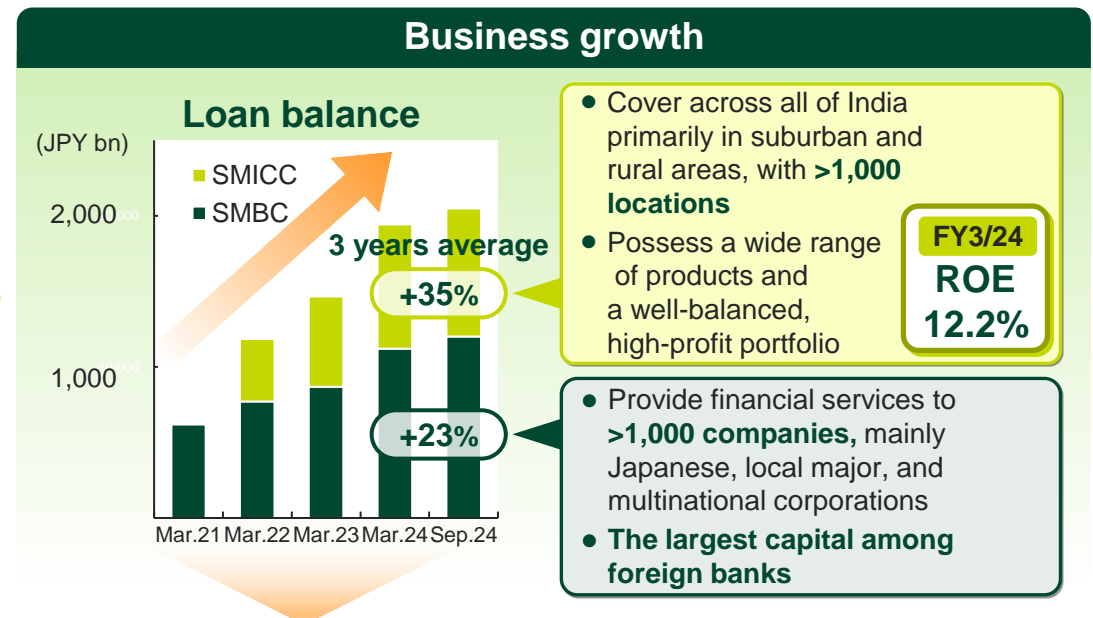 Business growth
Loan balance
(JPY bn)
SMICC
SMBC
2,000
1,000
3 years average
+35%
+23%
Mar.21 Mar.22 Mar.23 Mar.24 Sep.24
● Cover across all of India
primarily in suburban and
rural areas, with >1,000
locations
● Possess a wide range
of products and
a well-balanced,
high-profit portfolio
FY3/24
ROE
12.2%
● Provide financial services to
>1,000 companies, mainly
Japanese, local major, and
multinational corporations
● The largest capital among
foreign banks